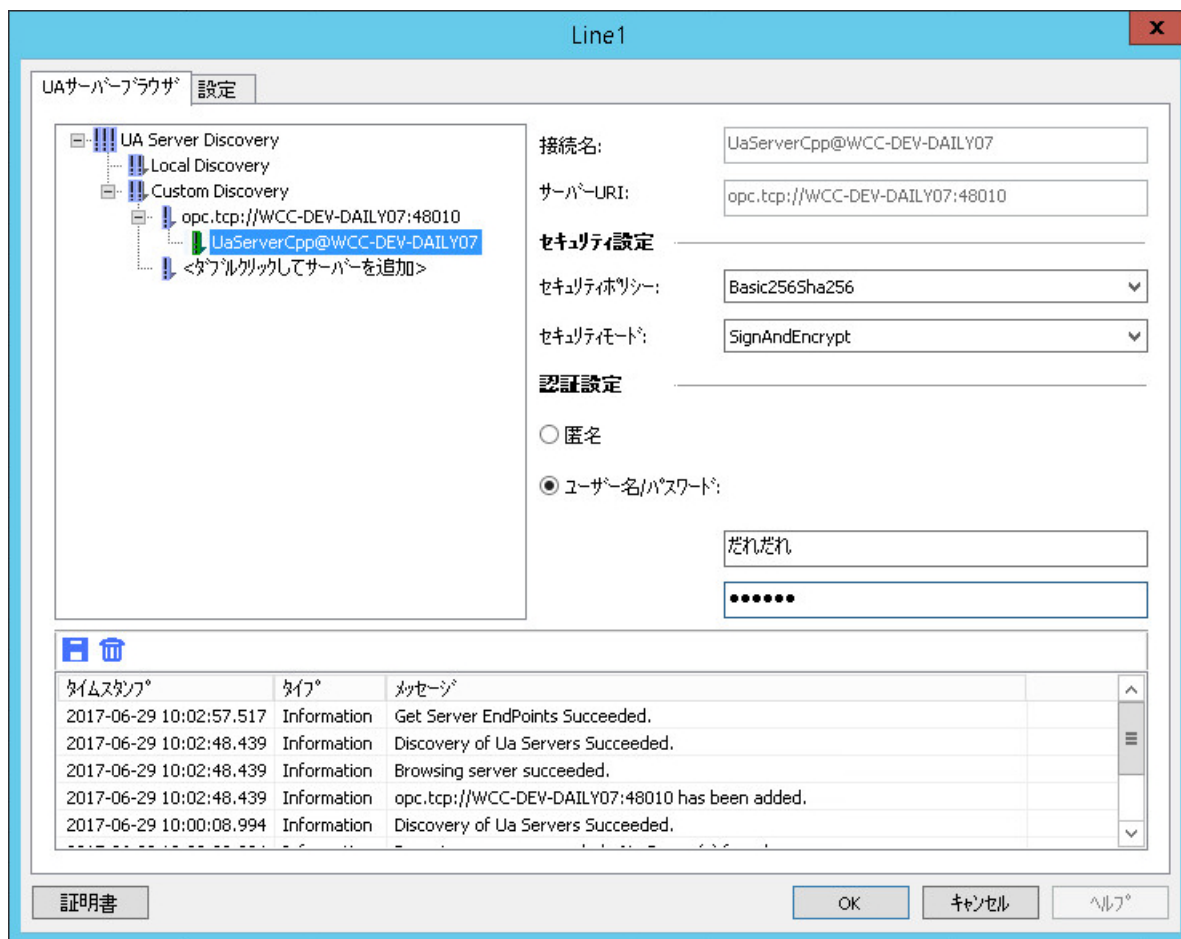 Line1
UAｻｰﾊﾞｰﾌﾞﾗｳｻﾞ 設定
UA Server Discovery
Local Discovery
Custom Discovery
opc.tcp://WCC-DEV-DAILY07:48010
UaServerCpp@WCC-DEV-DAILY07
<ﾀﾞﾌﾞﾙｸﾘｯｸしてｻｰﾊﾞｰを追加>
接続名: UaServerCpp@WCC-DEV-DAILY07
ｻｰﾊﾞｰURI: opc.tcp://WCC-DEV-DAILY07:48010
ｾｷｭﾘﾃｨ設定
ｾｷｭﾘﾃｨﾎﾟﾘｼｰ: Basic256Sha256
ｾｷｭﾘﾃｨﾓｰﾄﾞ: SignAndEncrypt
認証設定
匿名
ﾕｰｻﾞｰ名/ﾊﾟｽﾜｰﾄﾞ:
だれだれ
●●●●●●
ﾀｲﾑｽﾀﾝﾌﾟ ﾀｲﾌﾟ ﾒｯｾｰｼﾞ
2017-06-29 10:02:57.517 Information Get Server EndPoints Succeeded.
2017-06-29 10:02:48.439 Information Discovery of Ua Servers Succeeded.
2017-06-29 10:02:48.439 Information Browsing server succeeded.
2017-06-29 10:02:48.439 Information opc.tcp://WCC-DEV-DAILY07:48010 has been added.
2017-06-29 10:00:08.994 Information Discovery of Ua Servers Succeeded.
証明書 OK ｷｬﾝｾﾙ ﾍﾙﾌﾟ